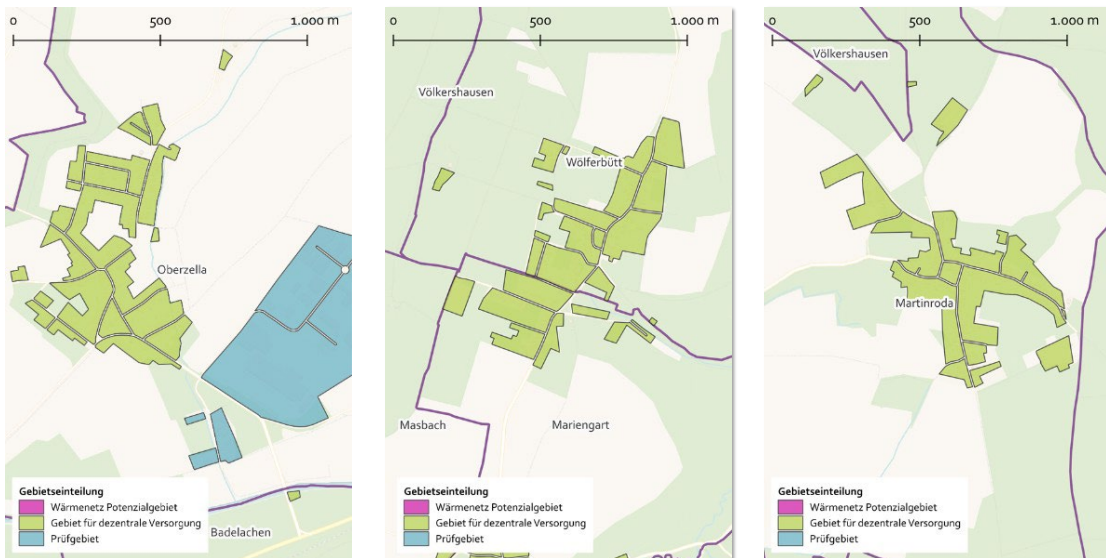 0 500 1.000 m
Oberzella
Badelachen
Gebietseinteilung
Wärmenetz Potenzialgebiet
Gebiet für dezentrale Versorgung
Prüfgebiet
0 500 1.000 m
Völkershausen
Wölferbütt
Masbach
Mariengart
Gebietseinteilung
Wärmenetz Potenzialgebiet
Gebiet für dezentrale Versorgung
Prüfgebiet
0 500 1.000 m
Völkershausen
Martinroda
Gebietseinteilung
Wärmenetz Potenzialgebiet
Gebiet für dezentrale Versorgung
Prüfgebiet